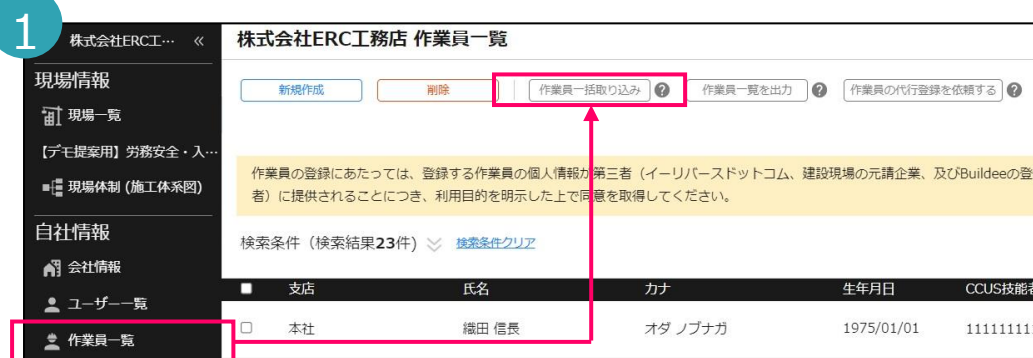 1
株式会社ERC工… «
株式会社ERC工務店 作業員一覧
現場情報
新規作成 削除 作業員一括取り込み ? 作業員一覧を出力 ? 作業員の代行登録を依頼する ?
現場一覧
【デモ提案用】労務安全・入…
現場体制 (施工体系図)
作業員の登録にあたっては、登録する作業員の個人情報が第三者（イーリバースドットコム、建設現場の元請企業、及びBuildeeの登
者）に提供されることにつき、利用目的を明示した上で同意を取得してください。
自社情報
検索条件（検索結果23件) 検索条件クリア
会社情報
支店 氏名 カナ 生年月日 CCUS技能者
ユーザー一覧
本社 織田 信長 オダ ノブナガ 1975/01/01 11111111
作業員一覧